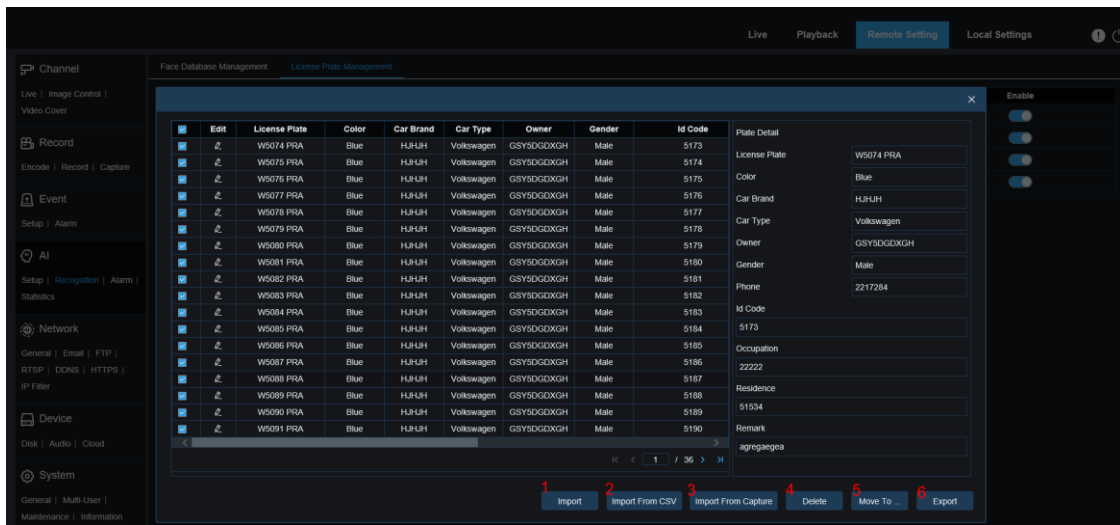 Live Playback Remote Setting Local Settings
Channel
Live | Image Control |
Video Cover
Record
Encode | Record | Capture
Event
Setup | Alarm
AI
Setup | Recognition | Alarm |
Statistics
Network
General | Email | FTP |
RTSP | DDNS | HTTPS |
IP Filter
Device
Disk | Audio | Cloud
System
General | Multi-User |
Maintenance | Information
Face Database Management License Plate Management
Enable
Edit License Plate Color Car Brand Car Type Owner Gender Id Code
W5074 PRA Blue HJHJH Volkswagen GSY5DGDXGH Male 5173
W5075 PRA Blue HJHJH Volkswagen GSY5DGDXGH Male 5174
W5076 PRA Blue HJHJH Volkswagen GSY5DGDXGH Male 5175
W5077 PRA Blue HJHJH Volkswagen GSY5DGDXGH Male 5176
W5078 PRA Blue HJHJH Volkswagen GSY5DGDXGH Male 5177
W5079 PRA Blue HJHJH Volkswagen GSY5DGDXGH Male 5178
W5080 PRA Blue HJHJH Volkswagen GSY5DGDXGH Male 5179
W5081 PRA Blue HJHJH Volkswagen GSY5DGDXGH Male 5180
W5082 PRA Blue HJHJH Volkswagen GSY5DGDXGH Male 5181
W5083 PRA Blue HJHJH Volkswagen GSY5DGDXGH Male 5182
W5084 PRA Blue HJHJH Volkswagen GSY5DGDXGH Male 5183
W5085 PRA Blue HJHJH Volkswagen GSY5DGDXGH Male 5184
W5086 PRA Blue HJHJH Volkswagen GSY5DGDXGH Male 5185
W5087 PRA Blue HJHJH Volkswagen GSY5DGDXGH Male 5186
W5088 PRA Blue HJHJH Volkswagen GSY5DGDXGH Male 5187
W5089 PRA Blue HJHJH Volkswagen GSY5DGDXGH Male 5188
W5090 PRA Blue HJHJH Volkswagen GSY5DGDXGH Male 5189
W5091 PRA Blue HJHJH Volkswagen GSY5DGDXGH Male 5190
1 / 36
Plate Detail
License Plate W5074 PRA
Color Blue
Car Brand HJHJH
Car Type Volkswagen
Owner GSY5DGDXGH
Gender Male
Phone 2217284
Id Code
5173
Occupation
22222
Residence
51534
Remark
agregaegea
1 2 3 4 5 6
Import Import From CSV Import From Capture Delete Move To ... Export